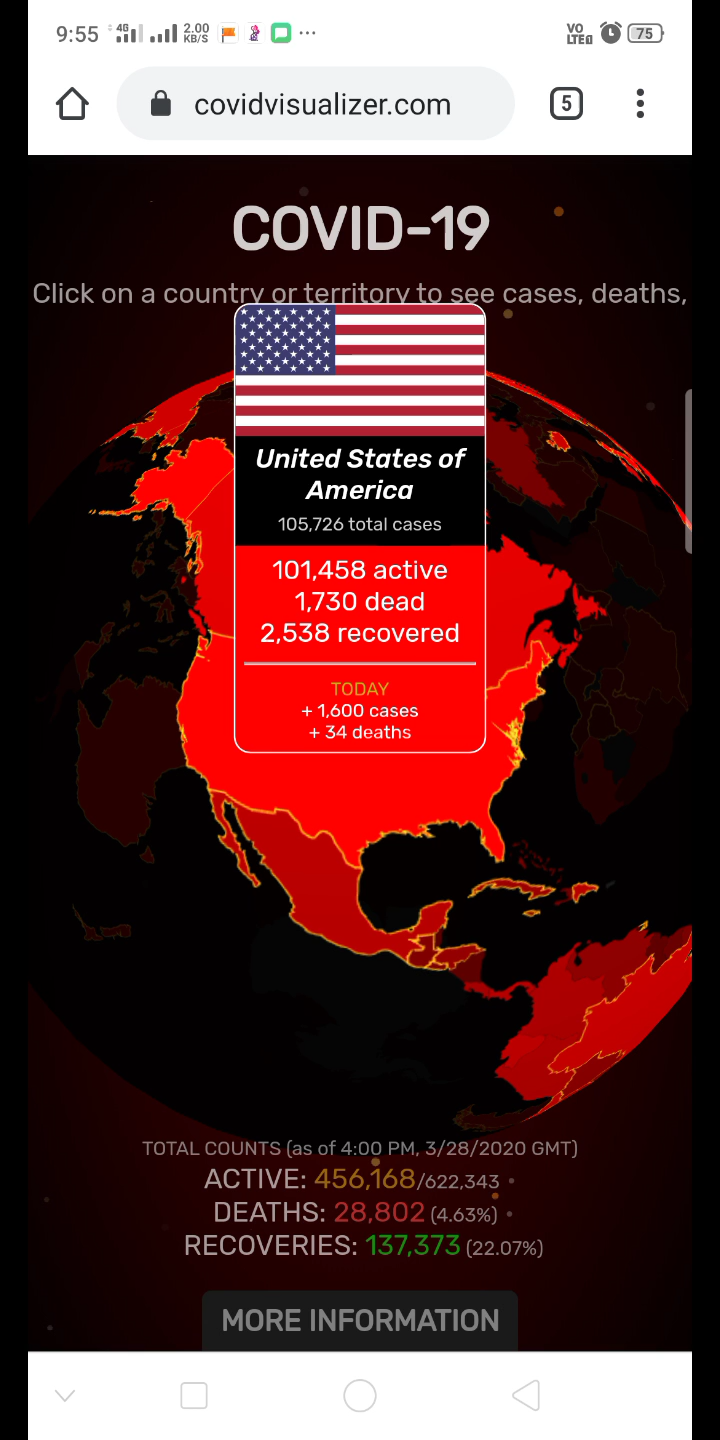 9:55 4G 2.00 KB/S ... VO LTE 75
covidvisualizer.com 5
COVID-19
Click on a country or territory to see cases, deaths,
United States of
America
105,726 total cases
101,458 active
1,730 dead
2,538 recovered
TODAY
+ 1,600 cases
+ 34 deaths
TOTAL COUNTS (as of 4:00 PM, 3/28/2020 GMT)
ACTIVE: 456,168/622,343
DEATHS: 28,802 (4.63%)
RECOVERIES: 137,373 (22.07%)
MORE INFORMATION